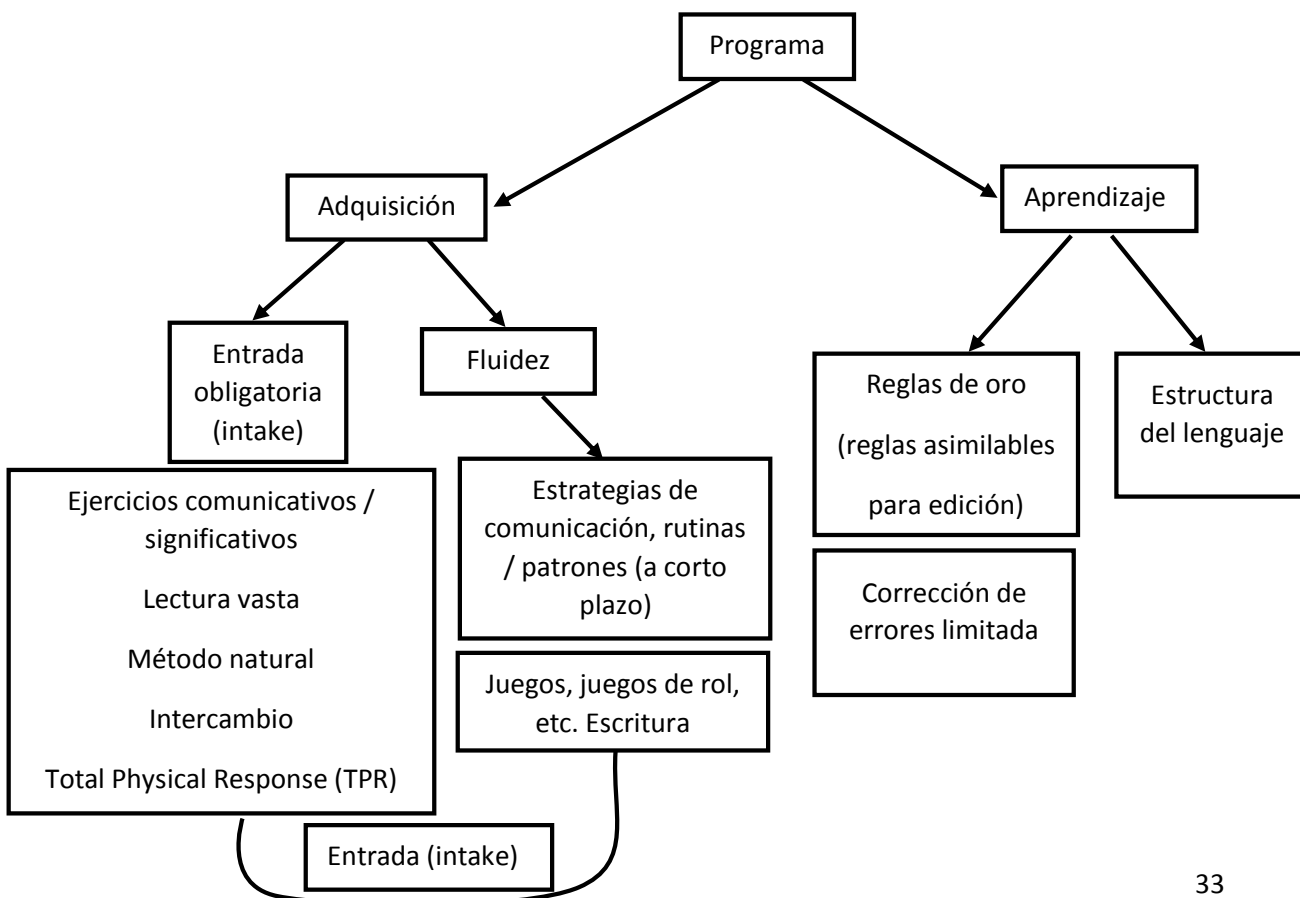 Programa
Adquisición
Aprendizaje
Entrada
obligatoria
(intake)
Fluidez
Reglas de oro
(reglas asimilables
para edición)
Estructura
del lenguaje
Ejercicios comunicativos /
significativos
Lectura vasta
Método natural
Intercambio
Total Physical Response (TPR)
Estrategias de
comunicación, rutinas
/ patrones (a corto
plazo)
Corrección de
errores limitada
Juegos, juegos de rol,
etc. Escritura
Entrada (intake)
33